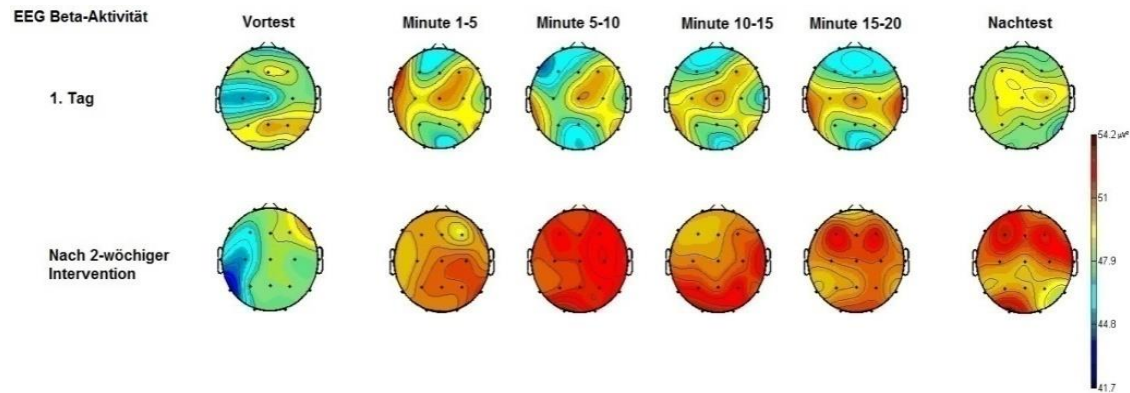 EEG Beta-Aktivität
Vortest
Minute 1-5
Minute 5-10
Minute 10-15
Minute 15-20
Nachtest
1. Tag
54.2 µV²
51
47.9
44.8
41.7
Nach 2-wöchiger
Intervention